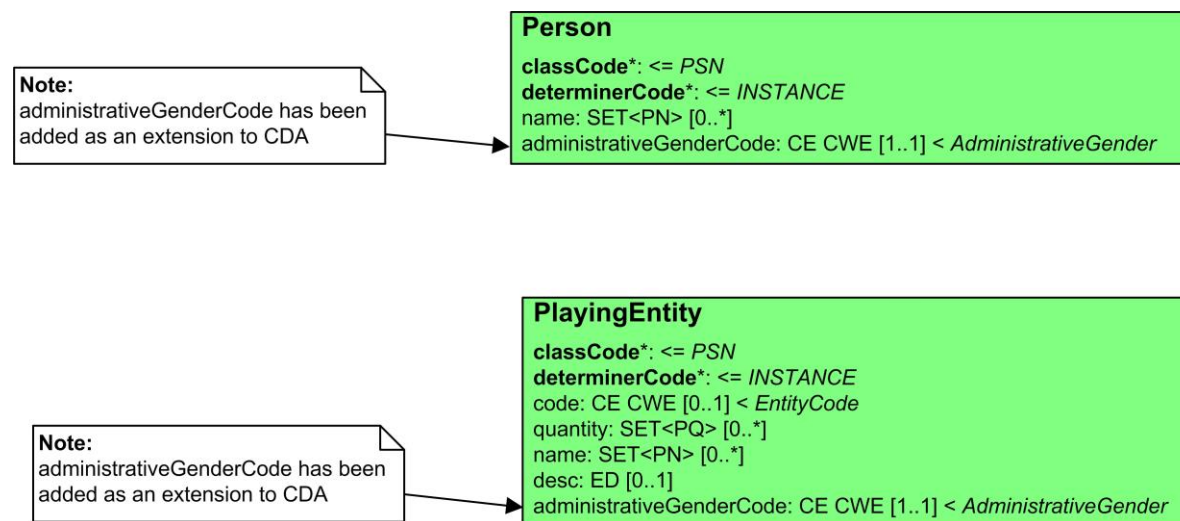 Person
classCode*: <= PSN
determinerCode*: <= INSTANCE
name: SET<PN> [0..*]
administrativeGenderCode: CE CWE [1..1] < AdministrativeGender
Note:
administrativeGenderCode has been
added as an extension to CDA
PlayingEntity
classCode*: <= PSN
determinerCode*: <= INSTANCE
code: CE CWE [0..1] < EntityCode
quantity: SET<PQ> [0..*]
name: SET<PN> [0..*]
desc: ED [0..1]
administrativeGenderCode: CE CWE [1..1] < AdministrativeGender
Note:
administrativeGenderCode has been
added as an extension to CDA